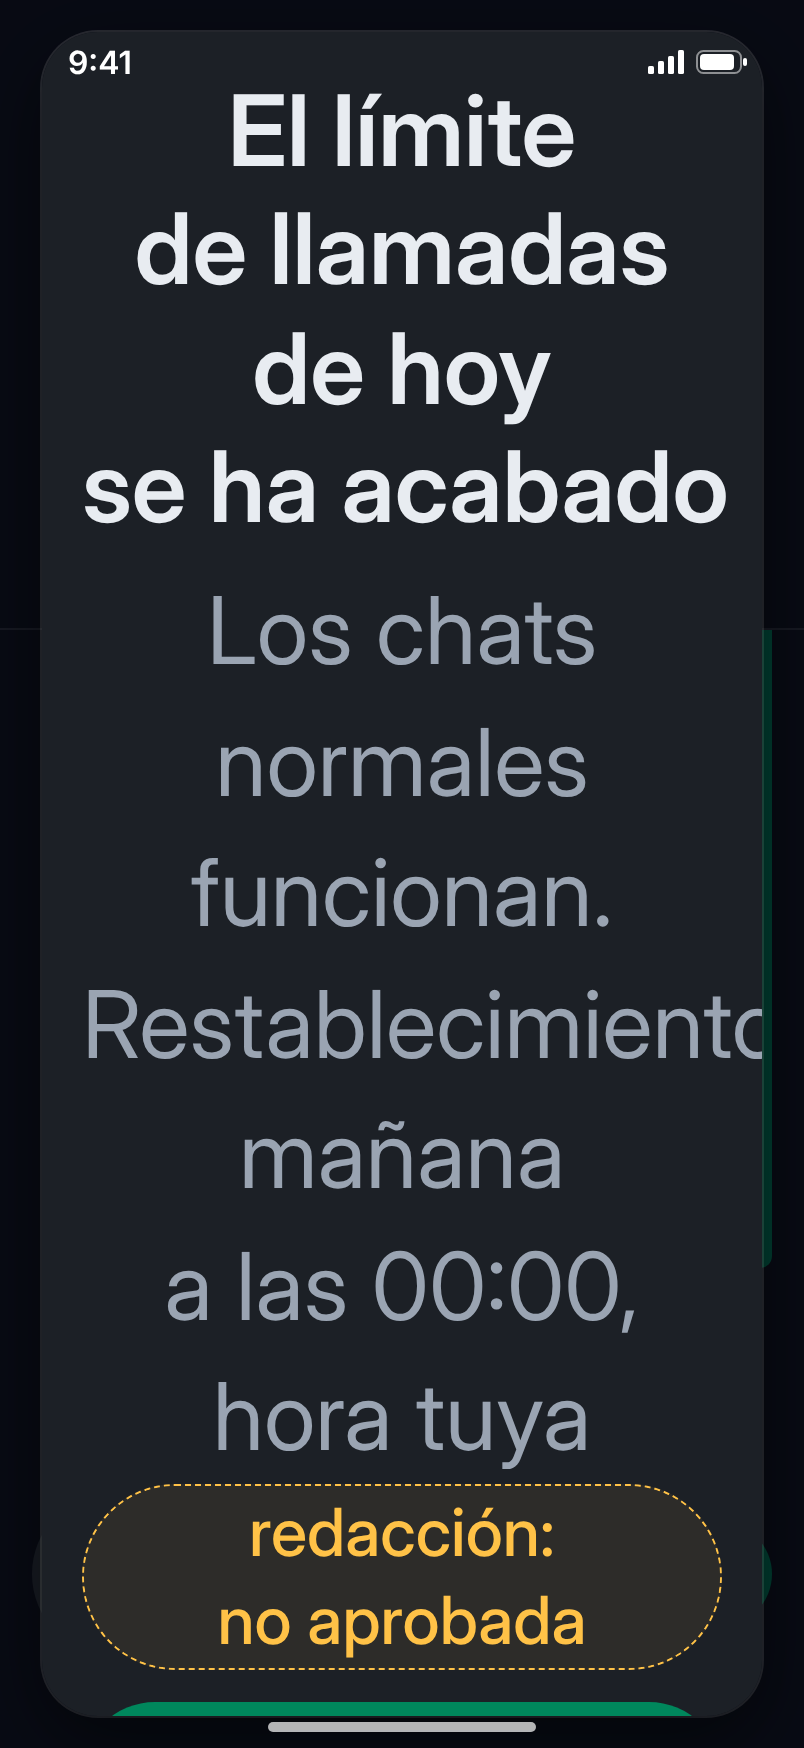 9:41
El límite
de llamadas
de hoy
se ha acabado
Los chats
normales
funcionan.
Restablecimiento
mañana
a las 00:00,
hora tuya
redacción:
no aprobada